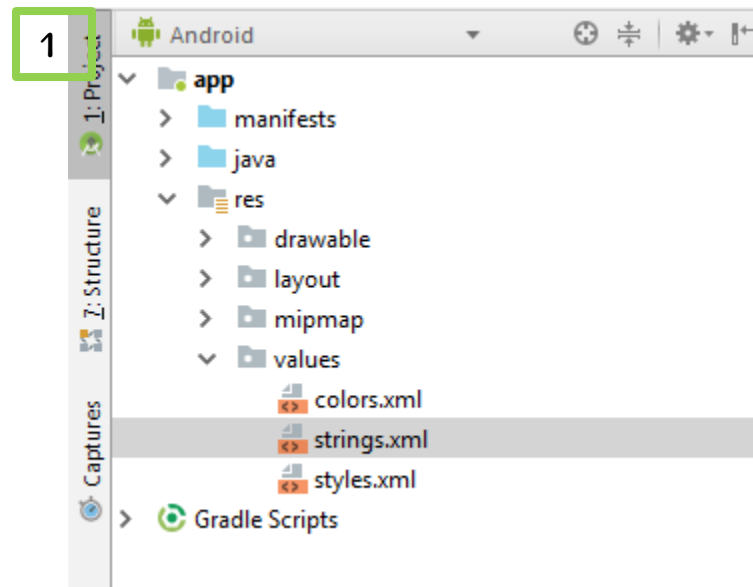 1
Android
app
manifests
java
res
drawable
layout
mipmap
values
colors.xml
strings.xml
styles.xml
Gradle Scripts
1: Project
7: Structure
Captures